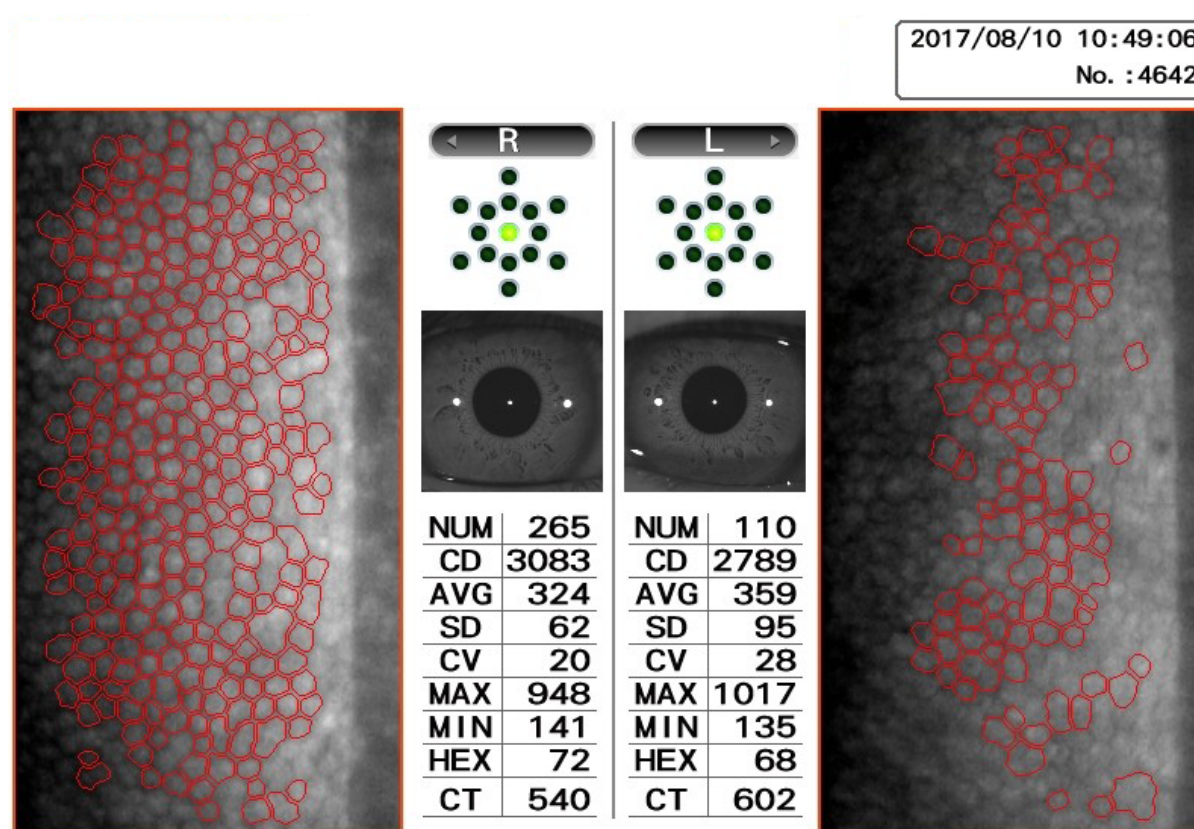 2017/08/10 10:49:06
No. :4642
R
L
NUM 265
CD 3083
AVG 324
SD 62
CV 20
MAX 948
MIN 141
HEX 72
CT 540
NUM 110
CD 2789
AVG 359
SD 95
CV 28
MAX 1017
MIN 135
HEX 68
CT 602